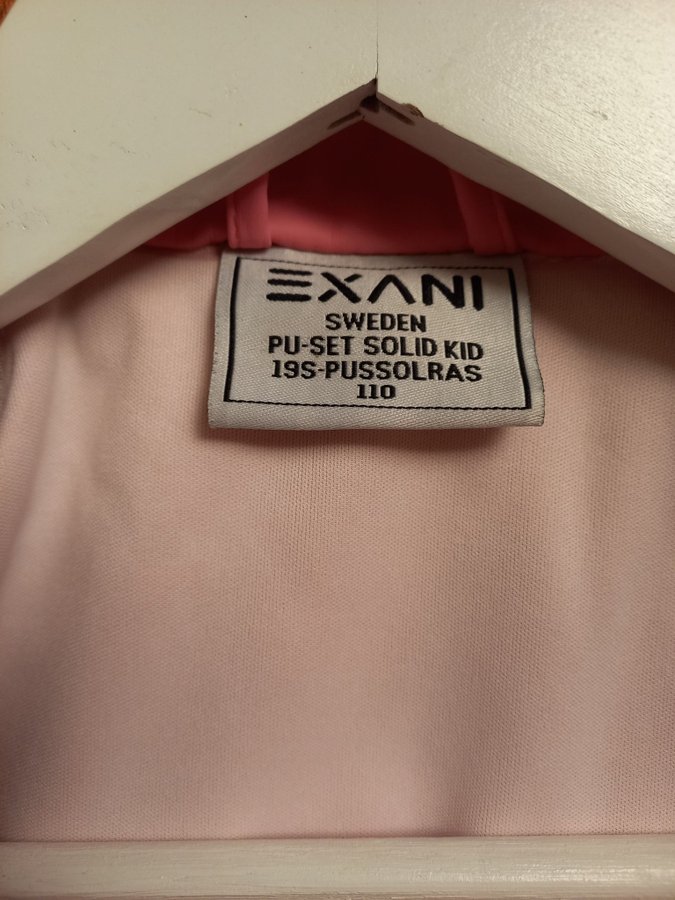 EXANI
SWEDEN
PU-SET SOLID KID
19S-PUSSOLRAS
110